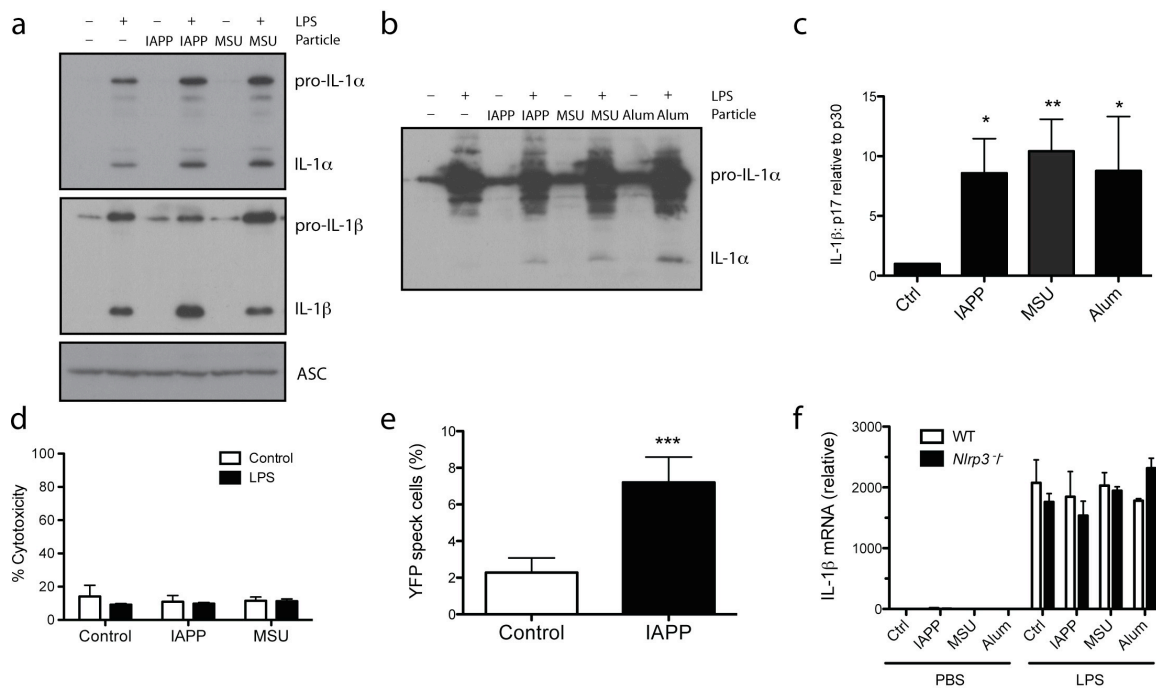 a
– + – + – + LPS
– – IAPP IAPP MSU MSU Particle
pro-IL-1α
IL-1α
pro-IL-1β
IL-1β
ASC
b
– + – + – + – + LPS
– – IAPP IAPP MSU MSU Alum Alum Particle
pro-IL-1α
IL-1α
c
IL-1β: p17 relative to p30
15
10
5
0
* ** *
Ctrl IAPP MSU Alum
d
% Cytotoxicity
100
80
60
40
20
0
Control
LPS
Control IAPP MSU
e
YFP speck cells (%)
10
8
6
4
2
0
***
Control IAPP
f
IL-1β mRNA (relative)
3000
2000
1000
0
WT
Nlrp3⁻/⁻
Ctrl IAPP MSU Alum Ctrl IAPP MSU Alum
PBS LPS